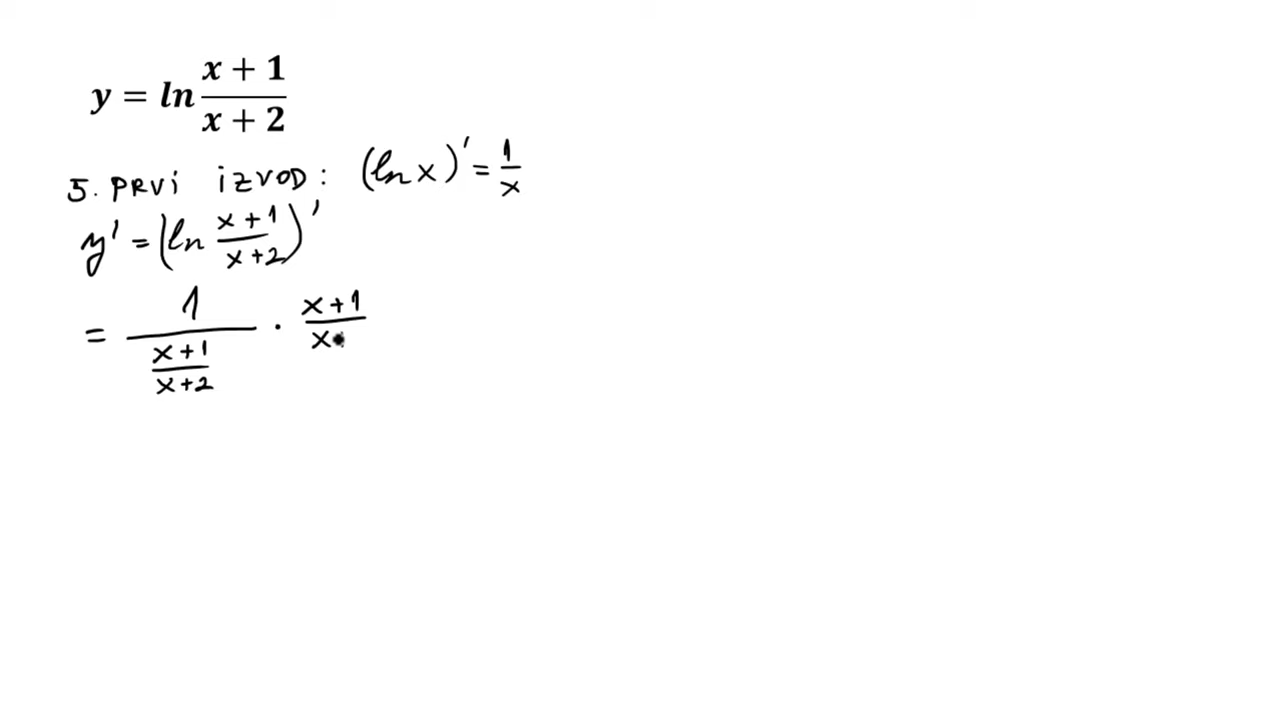 y = ln (x + 1)/(x + 2)
5. PRVi iZVOD: (ln x)' = 1/x
y' = (ln (x+1)/(x+2))'
= 1/((x+1)/(x+2)) · (x+1)/(x